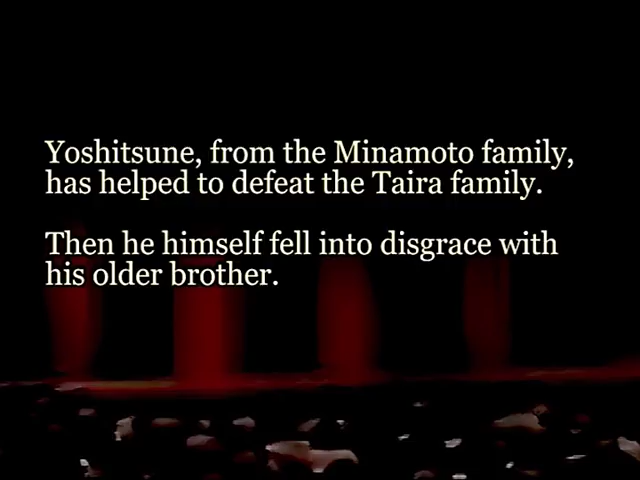 Yoshitsune, from the Minamoto family,
has helped to defeat the Taira family.
Then he himself fell into disgrace with
his older brother.